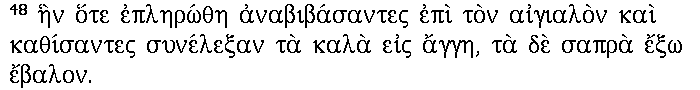 48 ἣν ὅτε ἐπληρώθη ἀναβιβάσαντες ἐπὶ τὸν αἰγιαλὸν καὶ
καθίσαντες συνέλεξαν τὰ καλὰ εἰς ἄγγη, τὰ δὲ σαπρὰ ἔξω
ἔβαλον.